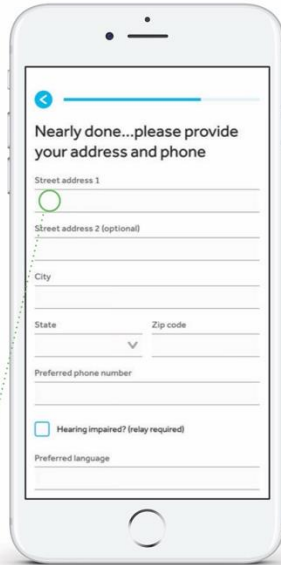 Nearly done...please provide
your address and phone
Street address 1
Street address 2 (optional)
City
State Zip code
Preferred phone number
Hearing impaired? (relay required)
Preferred language